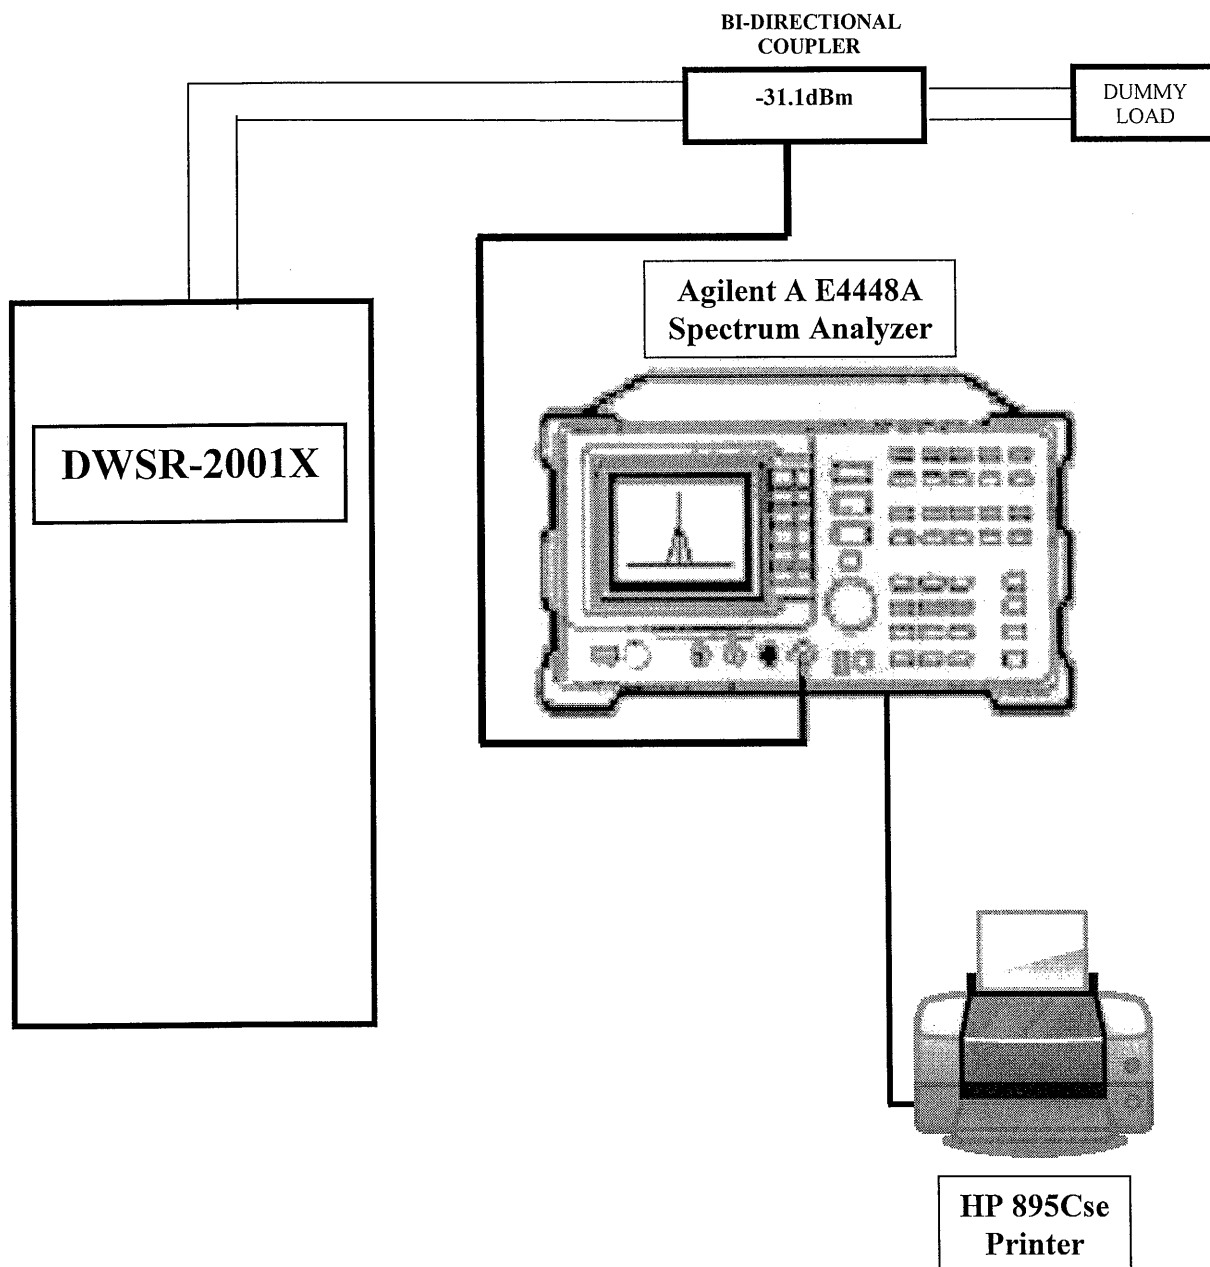 BI-DIRECTIONAL
COUPLER
-31.1dBm
DUMMY
LOAD
Agilent A E4448A
Spectrum Analyzer
DWSR-2001X
HP 895Cse
Printer